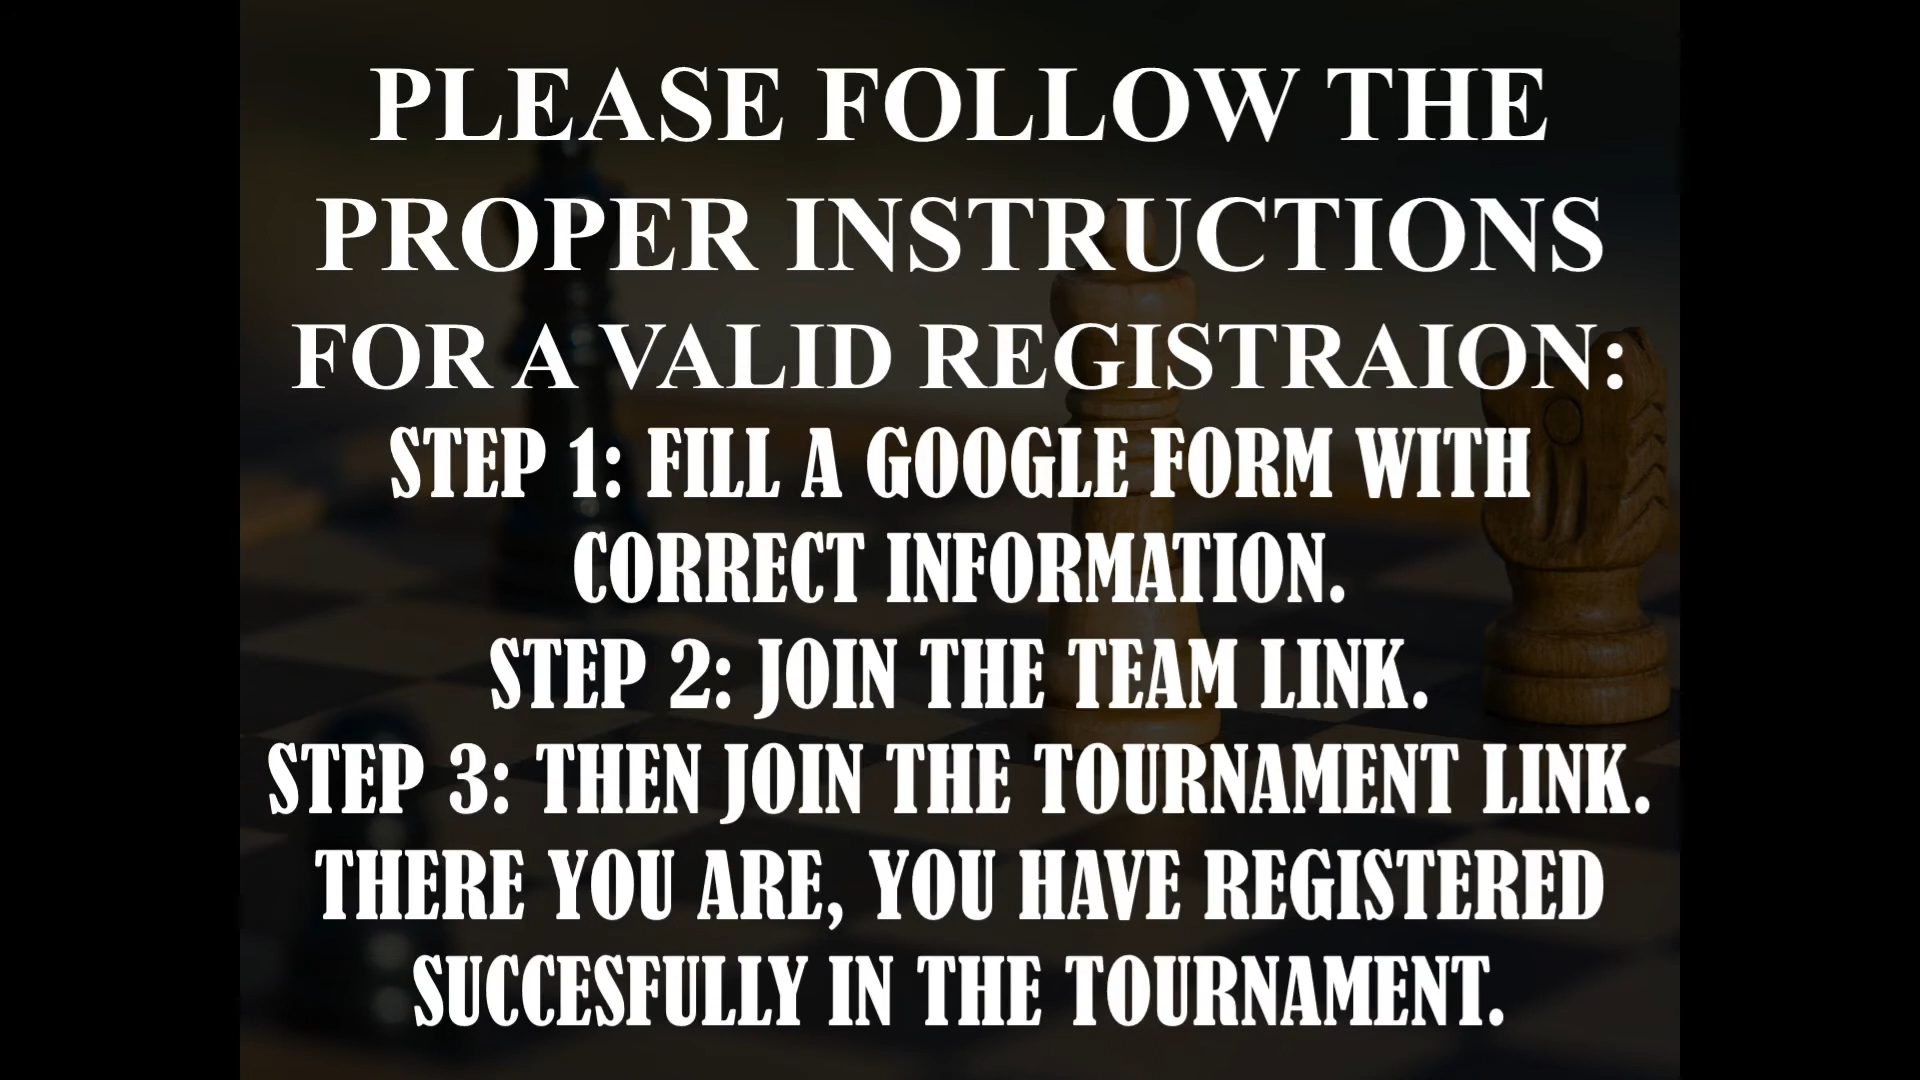 PLEASE FOLLOW THE
PROPER INSTRUCTIONS
FOR A VALID REGISTRAION:
STEP 1: FILL A GOOGLE FORM WITH
CORRECT INFORMATION.
STEP 2: JOIN THE TEAM LINK.
STEP 3: THEN JOIN THE TOURNAMENT LINK.
THERE YOU ARE, YOU HAVE REGISTERED
SUCCESFULLY IN THE TOURNAMENT.